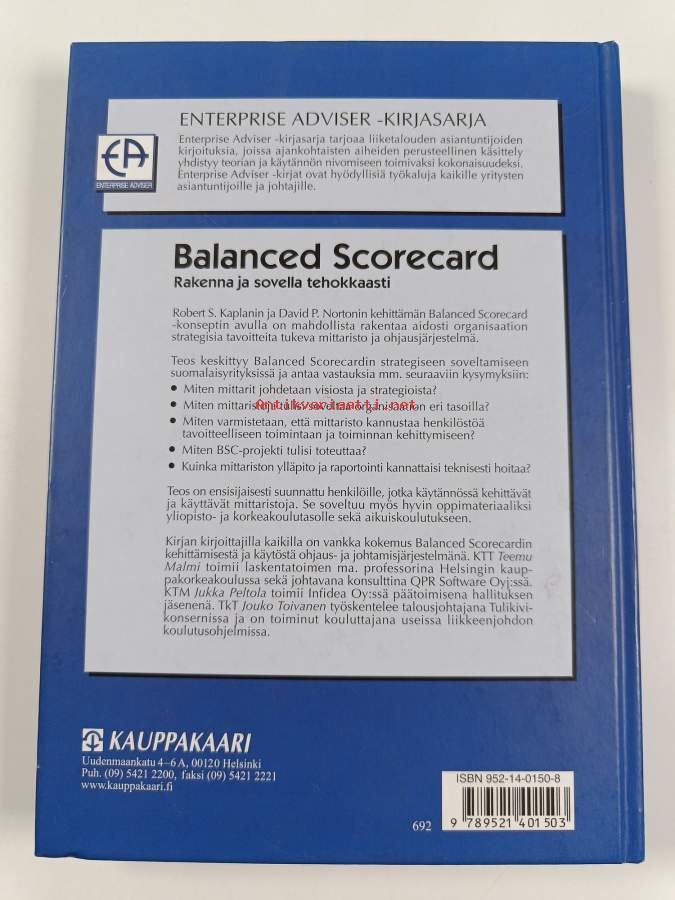 ENTERPRISE ADVISER -KIRJASARJA
Enterprise Adviser -kirjasarja tarjoaa liiketalouden asiantuntijoiden
kirjoituksia, joissa ajankohtaisten aiheiden perusteellinen käsittely
yhdistyy teorian ja käytännön nivomiseen toimivaksi kokonaisuudeksi.
Enterprise Adviser -kirjat ovat hyödyllisiä työkaluja kaikille yritysten
asiantuntijoille ja johtajille.
EA
ENTERPRISE ADVISER
Balanced Scorecard
Rakenna ja sovella tehokkaasti
Robert S. Kaplanin ja David P. Nortonin kehittämän Balanced Scorecard
-konseptin avulla on mahdollista rakentaa aidosti organisaation
strategisia tavoitteita tukeva mittaristo ja ohjausjärjestelmä.
Teos keskittyy Balanced Scorecardin strategiseen soveltamiseen
suomalaisyrityksissä ja antaa vastauksia mm. seuraaviin kysymyksiin:
• Miten mittarit johdetaan visiosta ja strategioista?
• Miten mittaristoja tulisi soveltaa organisaation eri tasoilla?
Antikvariaatti.net
• Miten varmistetaan, että mittaristo kannustaa henkilöstöä
tavoitteelliseen toimintaan ja toiminnan kehittymiseen?
• Miten BSC-projekti tulisi toteuttaa?
• Kuinka mittariston ylläpito ja raportointi kannattaisi teknisesti hoitaa?
Teos on ensisijaisesti suunnattu henkilöille, jotka käytännössä kehittävät
ja käyttävät mittaristoja. Se soveltuu myös hyvin oppimateriaaliksi
yliopisto- ja korkeakoulutasolle sekä aikuiskoulutukseen.
Kirjan kirjoittajilla kaikilla on vankka kokemus Balanced Scorecardin
kehittämisestä ja käytöstä ohjaus- ja johtamisjärjestelmänä. KTT Teemu
Malmi toimii laskentatoimen ma. professorina Helsingin kaup-
pakorkeakoulussa sekä johtavana konsulttina QPR Software Oyj:ssä.
KTM Jukka Peltola toimii Infidea Oy:ssä päätoimisena hallituksen
jäsenenä. TkT Jouko Toivanen työskentelee talousjohtajana Tulikivi-
konsernissa ja on toiminut kouluttajana useissa liikkeenjohdon
koulutusohjelmissa.
KAUPPAKAARI
Uudenmaankatu 4–6 A, 00120 Helsinki
Puh. (09) 5421 2200, faksi (09) 5421 2221
www.kauppakaari.fi
692
ISBN 952-14-0150-8
9 789521 401503